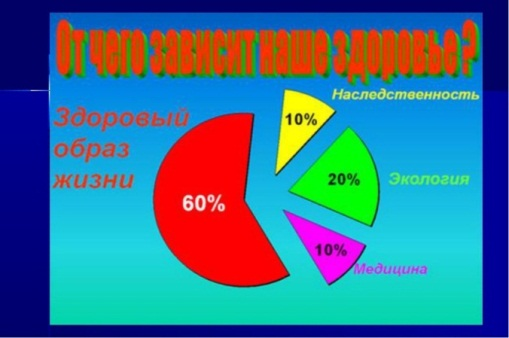 От чего зависит наше здоровье ?
Наследственность
Здоровый
образ
жизни
10%
60%
20%
Экология
10%
Медицина